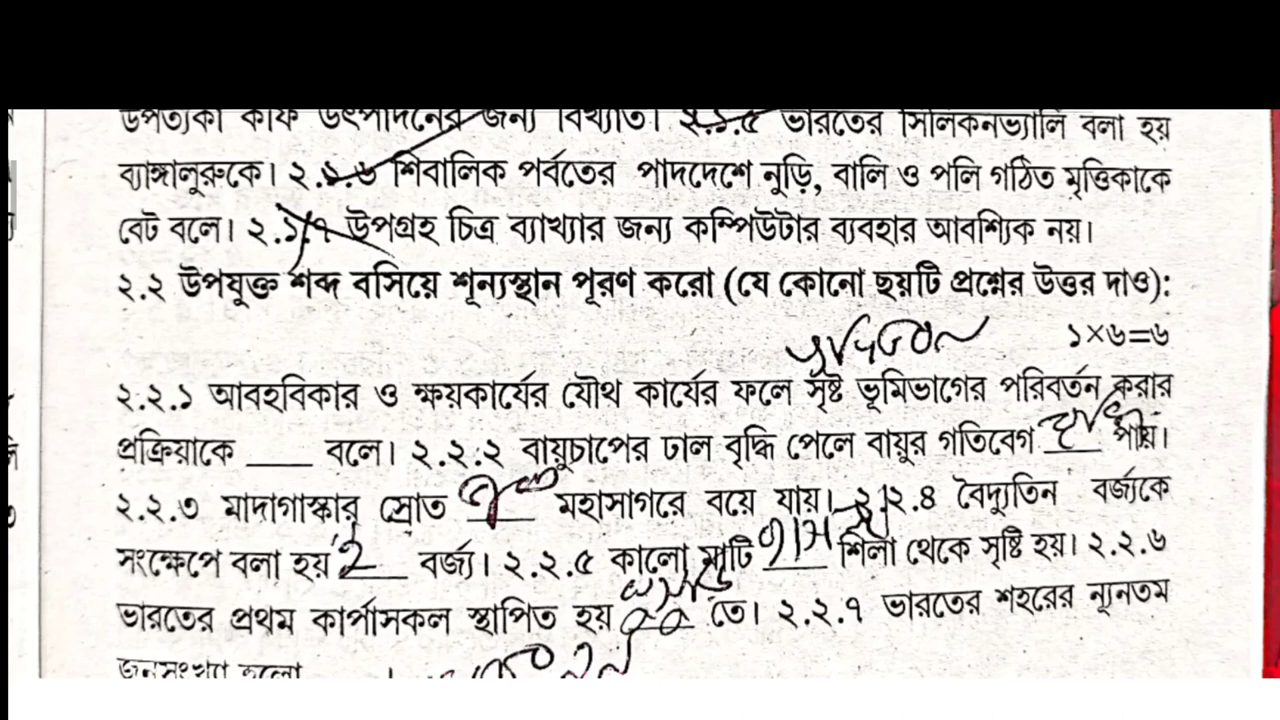 উপত্যকা কফি উৎপাদনের জন্য বিখ্যাত। ২.১.৫ ভারতের সিলিকনভ্যালি বলা হয়
ব্যাঙ্গালুরুকে। ২.১.৬ শিবালিক পর্বতের পাদদেশে নুড়ি, বালি ও পলি গঠিত মৃত্তিকাকে
বেট বলে। ২.১.৭ উপগ্রহ চিত্র ব্যাখ্যার জন্য কম্পিউটার ব্যবহার আবশ্যিক নয়।
২.২ উপযুক্ত শব্দ বসিয়ে শূন্যস্থান পূরণ করো (যে কোনো ছয়টি প্রশ্নের উত্তর দাও):
১×৬=৬
২.২.১ আবহবিকার ও ক্ষয়কার্যের যৌথ কার্যের ফলে সৃষ্ট ভূমিভাগের পরিবর্তন করার
প্রক্রিয়াকে ____ বলে। ২.২.২ বায়ুচাপের ঢাল বৃদ্ধি পেলে বায়ুর গতিবেগ ____ পায়।
২.২.৩ মাদাগাস্কার স্রোত ____ মহাসাগরে বয়ে যায়। ২.২.৪ বৈদ্যুতিন বর্জ্যকে
সংক্ষেপে বলা হয় ই ____ বর্জ্য। ২.২.৫ কালো মাটি ____ শিলা থেকে সৃষ্টি হয়। ২.২.৬
ভারতের প্রথম কার্পাসকল স্থাপিত হয় ____ তে। ২.২.৭ ভারতের শহরের ন্যূনতম
জনসংখ্যা হলো ____ ।